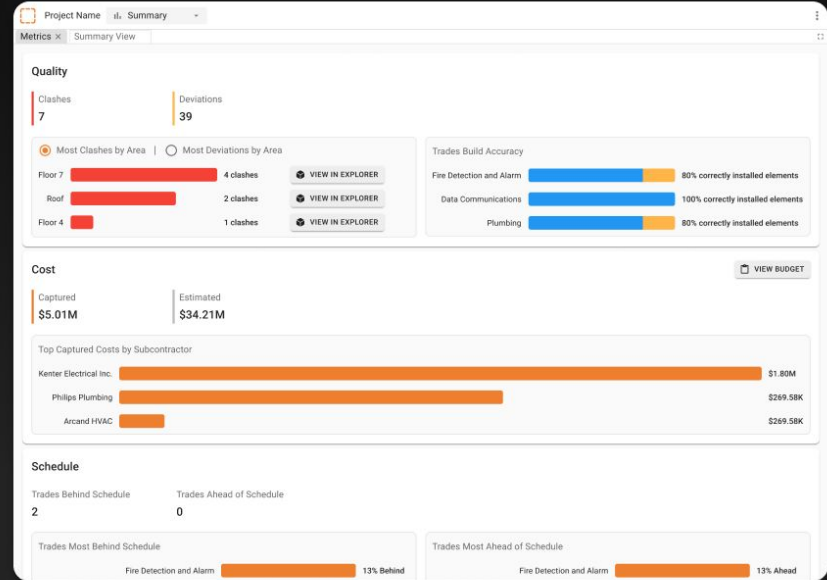 Project Name Summary
Metrics × Summary View
Quality
Clashes Deviations
7 39
Most Clashes by Area | Most Deviations by Area
Floor 7 4 clashes VIEW IN EXPLORER
Roof 2 clashes VIEW IN EXPLORER
Floor 4 1 clashes VIEW IN EXPLORER
Trades Build Accuracy
Fire Detection and Alarm 80% correctly installed elements
Data Communications 100% correctly installed elements
Plumbing 80% correctly installed elements
Cost VIEW BUDGET
Captured Estimated
$5.01M $34.21M
Top Captured Costs by Subcontractor
Kenter Electrical Inc. $1.80M
Philips Plumbing $269.58K
Arcand HVAC $269.58K
Schedule
Trades Behind Schedule Trades Ahead of Schedule
2 0
Trades Most Behind Schedule
Fire Detection and Alarm 13% Behind
Trades Most Ahead of Schedule
Fire Detection and Alarm 13% Ahead